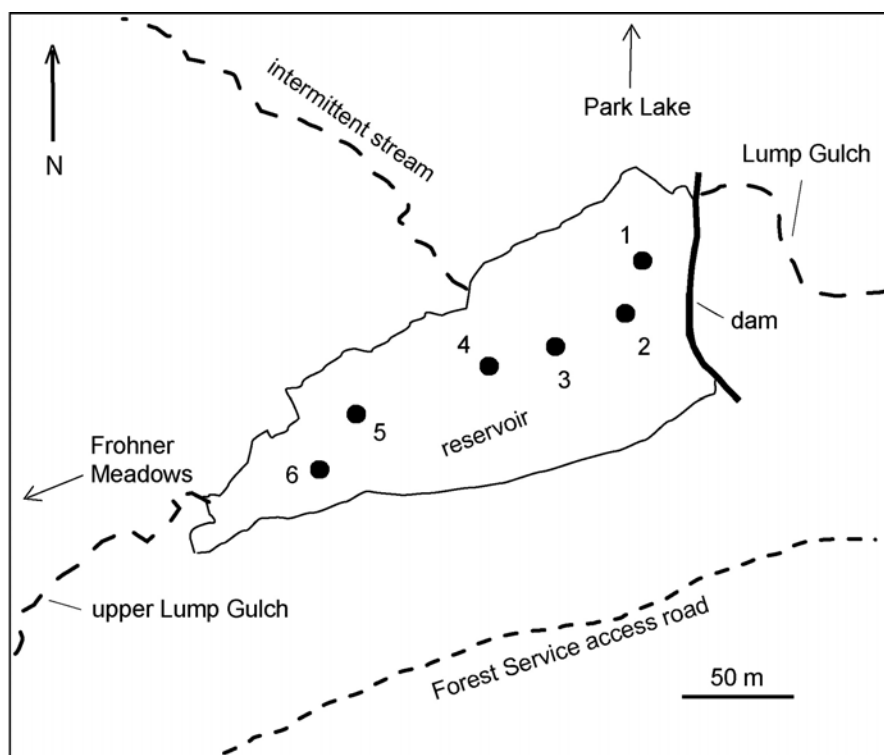 Park Lake
N
intermittent stream
Lump Gulch
1
2
dam
3
4
5
reservoir
6
Frohner
Meadows
upper Lump Gulch
Forest Service access road
50 m